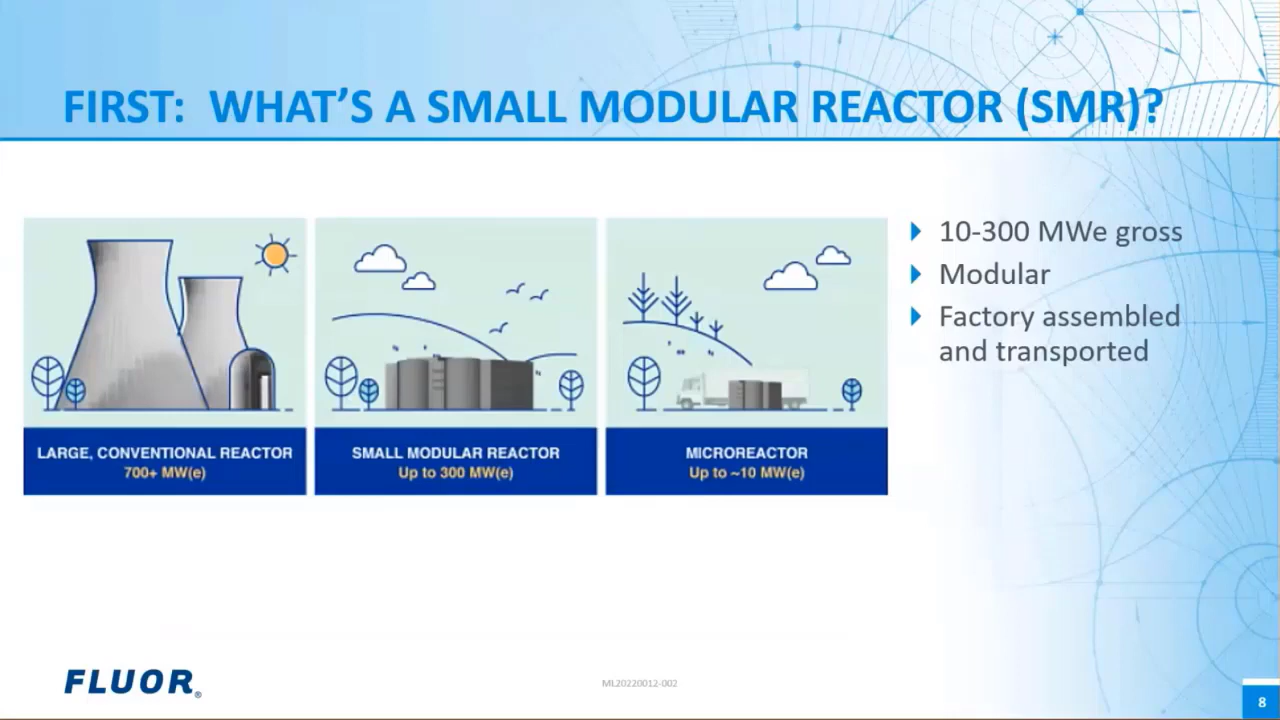 FIRST: WHAT'S A SMALL MODULAR REACTOR (SMR)?
LARGE, CONVENTIONAL REACTOR
700+ MW(e)
SMALL MODULAR REACTOR
Up to 300 MW(e)
MICROREACTOR
Up to ~10 MW(e)
10-300 MWe gross
Modular
Factory assembled
and transported
FLUOR®
ML20220012-002
8